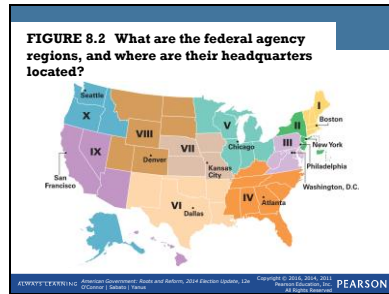 FIGURE 8.2 What are the federal agency
regions, and where are their headquarters
located?
Seattle
X
I
Boston
II
VIII
V
New York
IX
VII
III
Chicago
Denver
Philadelphia
Kansas
City
San
Francisco
Washington, D.C.
IV
VI
Atlanta
Dallas
ALWAYS LEARNING
American Government: Roots and Reform, 2014 Election Update, 12e
O'Connor | Sabato | Yanus
Copyright © 2016, 2014, 2011
Pearson Education, Inc.
All Rights Reserved
PEARSON